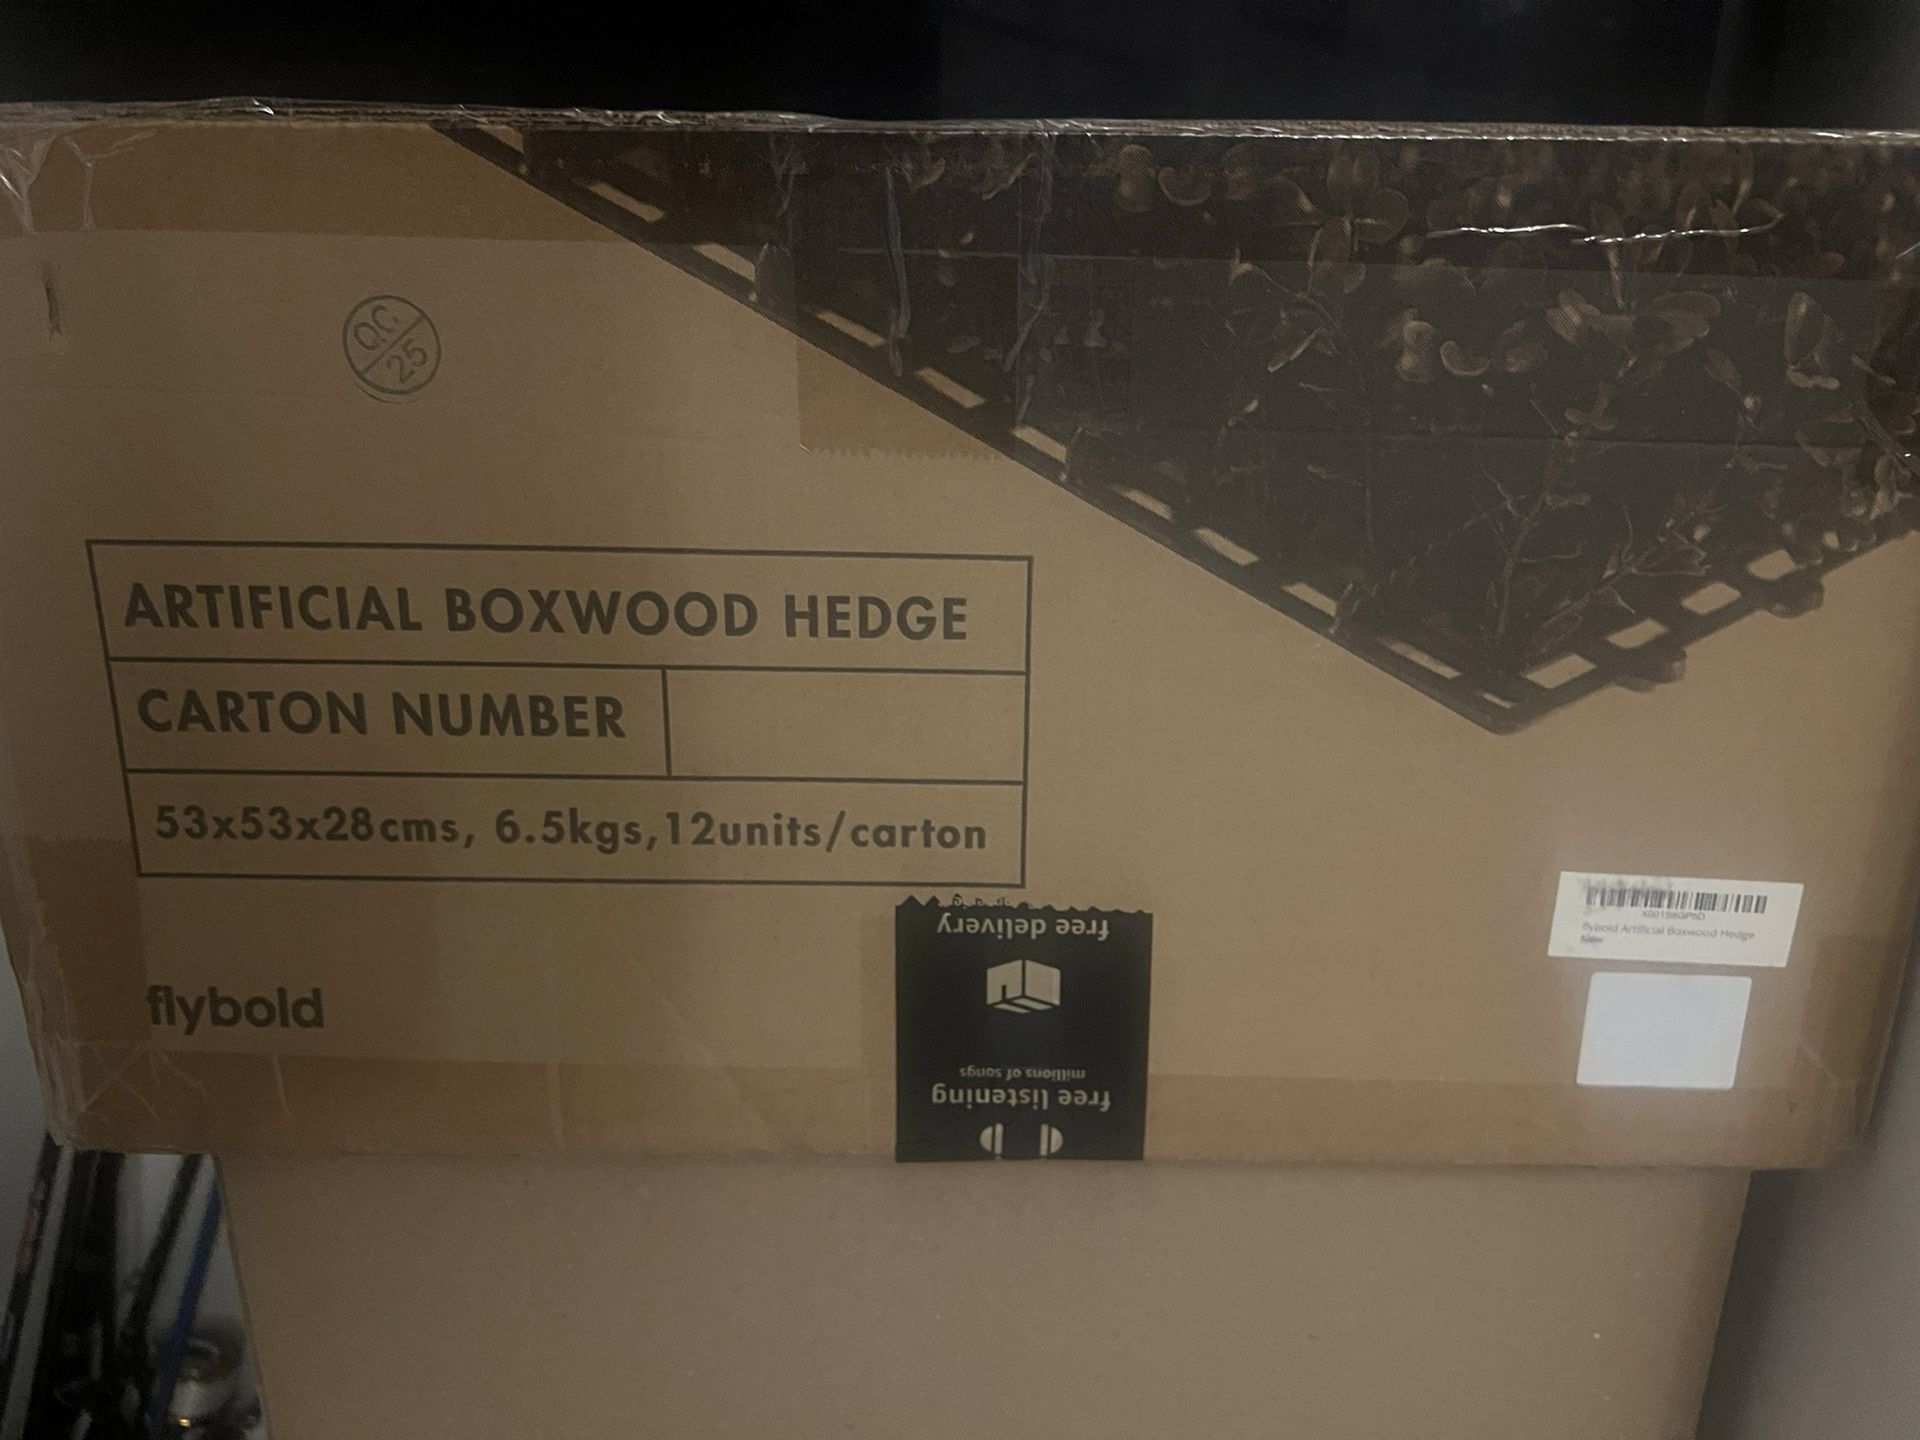 QC
25
ARTIFICIAL BOXWOOD HEDGE
CARTON NUMBER
53x53x28cms, 6.5kgs,12units/carton
flybold
free delivery
millions of songs
free listening
flybold Artificial Boxwood Hedge
New